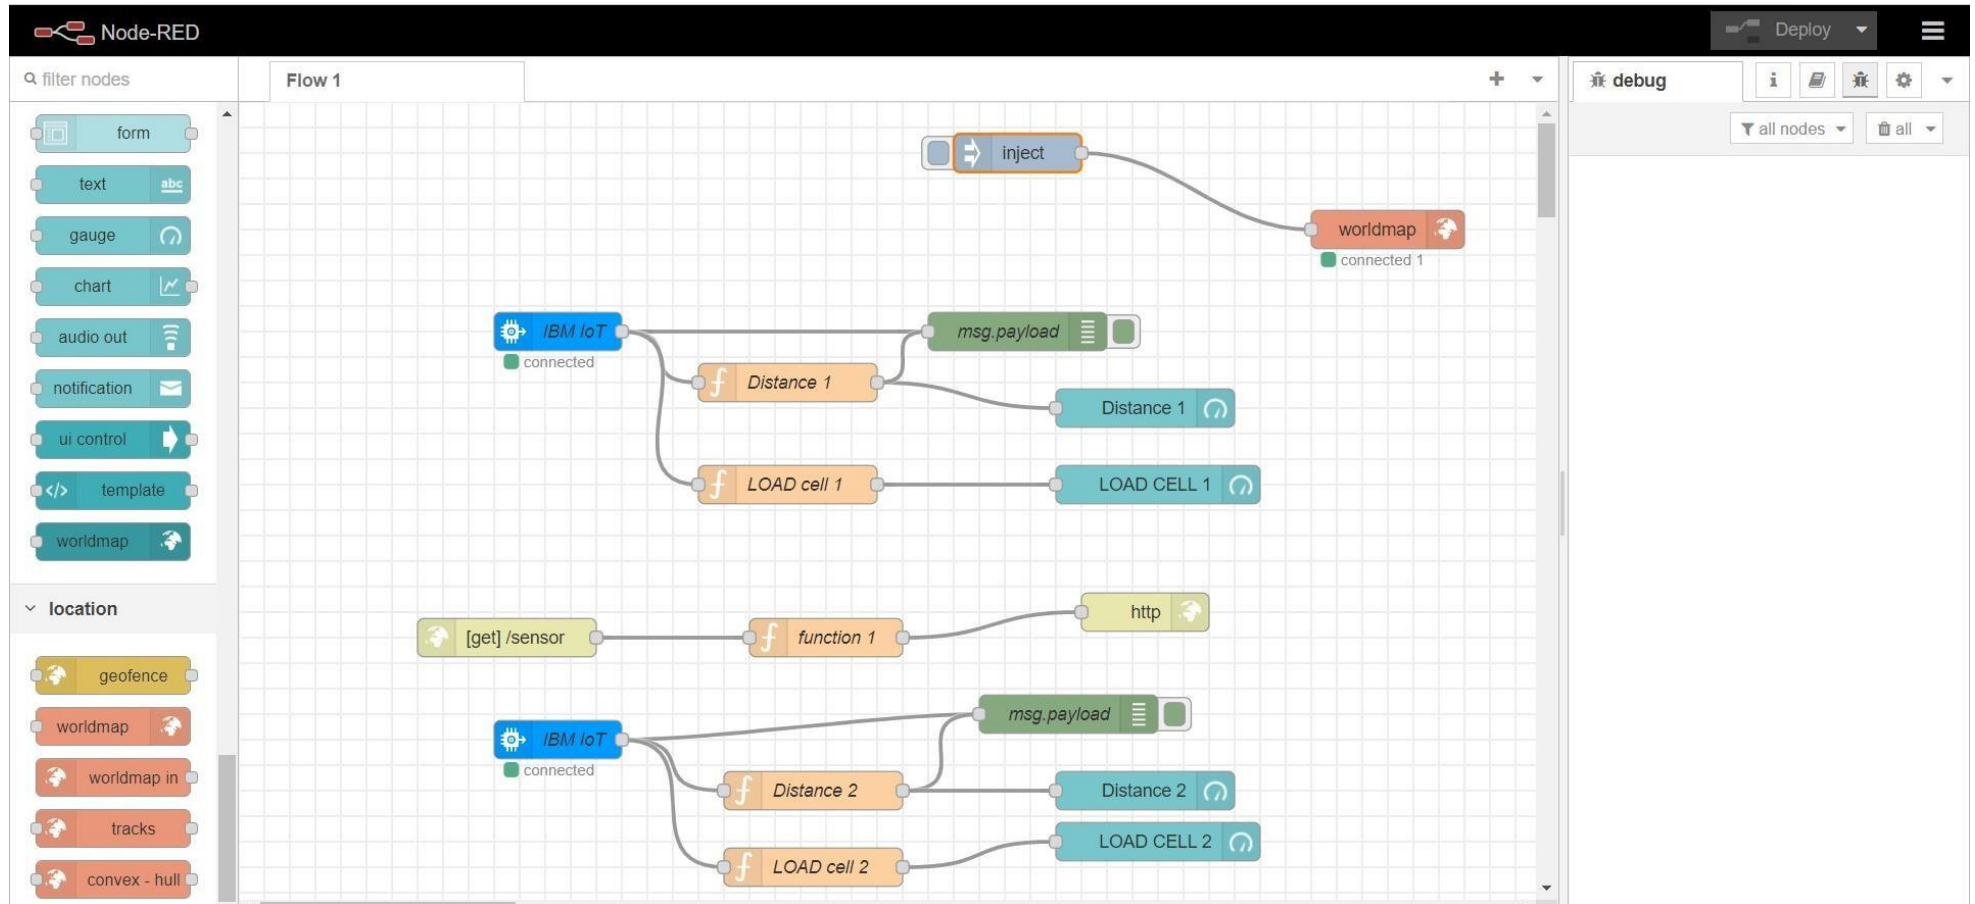 Node-RED
Deploy
filter nodes
Flow 1
debug
i
all nodes
all
form
text
abc
gauge
chart
audio out
notification
ui control
</> template
worldmap
location
geofence
worldmap
worldmap in
tracks
convex - hull
inject
worldmap
connected 1
IBM IoT
connected
msg.payload
f Distance 1
Distance 1
f LOAD cell 1
LOAD CELL 1
[get] /sensor
f function 1
http
IBM IoT
connected
msg.payload
f Distance 2
Distance 2
f LOAD cell 2
LOAD CELL 2